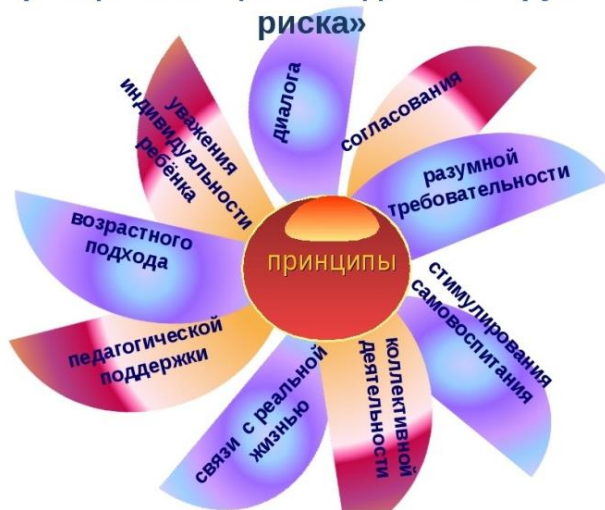 риска»
диалога
согласования
разумной
требовательности
стимулирования
самовоспитания
коллективной
деятельности
связи с реальной
жизнью
педагогической
поддержки
возрастного
подхода
уважения
индивидуальности
ребёнка
принципы